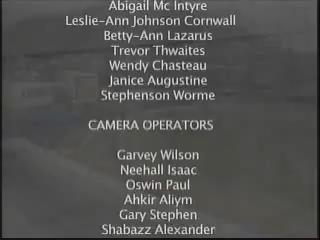 Abigail Mc Intyre
Leslie-Ann Johnson Cornwall
Betty-Ann Lazarus
Trevor Thwaites
Wendy Chasteau
Janice Augustine
Stephenson Worme
CAMERA OPERATORS
Garvey Wilson
Neehall Isaac
Oswin Paul
Ahkir Aliym
Gary Stephen
Shabazz Alexander